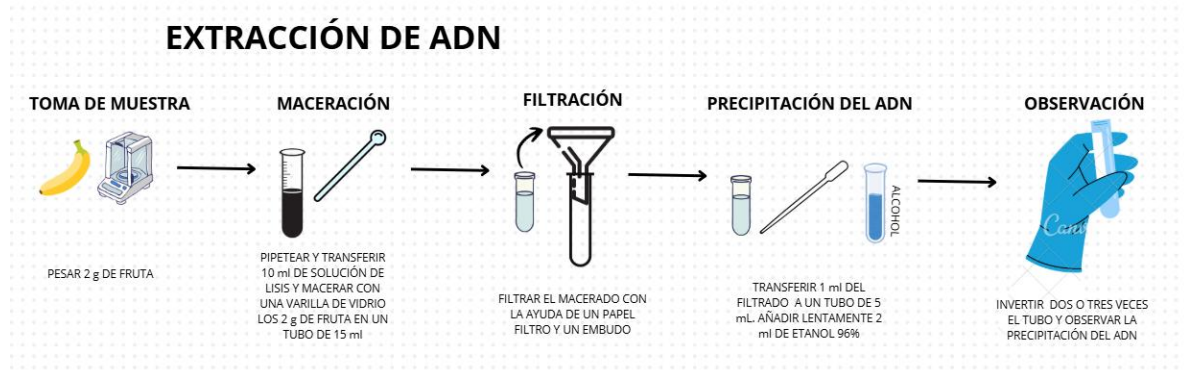 EXTRACCIÓN DE ADN
TOMA DE MUESTRA
PESAR 2 g DE FRUTA
MACERACIÓN
PIPETEAR Y TRANSFERIR
10 ml DE SOLUCIÓN DE
LISIS Y MACERAR CON
UNA VARILLA DE VIDRIO
LOS 2 g DE FRUTA EN UN
TUBO DE 15 ml
FILTRACIÓN
FILTRAR EL MACERADO CON
LA AYUDA DE UN PAPEL
FILTRO Y UN EMBUDO
PRECIPITACIÓN DEL ADN
ALCOHOL
TRANSFERIR 1 ml DEL
FILTRADO A UN TUBO DE 5
mL. AÑADIR LENTAMENTE 2
ml DE ETANOL 96%
OBSERVACIÓN
Canva
INVERTIR DOS O TRES VECES
EL TUBO Y OBSERVAR LA
PRECIPITACIÓN DEL ADN